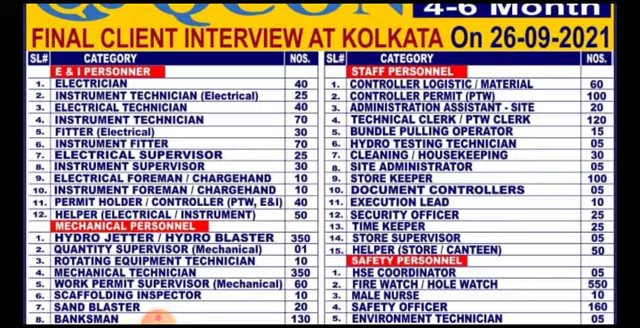 QCON
4-6 Month
FINAL CLIENT INTERVIEW AT KOLKATA On 26-09-2021
SL# CATEGORY NOS.
E & I PERSONNER
1. ELECTRICIAN 40
2. INSTRUMENT TECHNICIAN (Electrical) 25
3. ELECTRICAL TECHNICIAN 40
4. INSTRUMENT TECHNICIAN 70
5. FITTER (Electrical) 30
6. INSTRUMENT FITTER 70
7. ELECTRICAL SUPERVISOR 25
8. INSTRUMENT SUPERVISOR 30
9. ELECTRICAL FOREMAN / CHARGEHAND 10
10. INSTRUMENT FOREMAN / CHARGEHAND 10
11. PERMIT HOLDER / CONTROLLER (PTW, E&I) 40
12. HELPER (ELECTRICAL / INSTRUMENT) 50
MECHANICAL PERSONNEL
1. HYDRO JETTER / HYDRO BLASTER 350
2. QUANTITY SUPERVISOR (Mechanical) 01
3. ROTATING EQUIPMENT TECHNICIAN 10
4. MECHANICAL TECHNICIAN 350
5. WORK PERMIT SUPERVISOR (Mechanical) 60
6. SCAFFOLDING INSPECTOR 10
7. SAND BLASTER 20
8. BANKSMAN 130
SL# CATEGORY NOS.
STAFF PERSONNEL
1. CONTROLLER LOGISTIC / MATERIAL 60
2. CONTROLLER PERMIT (PTW) 100
3. ADMINISTRATION ASSISTANT - SITE 20
4. TECHNICAL CLERK / PTW CLERK 120
5. BUNDLE PULLING OPERATOR 15
6. HYDRO TESTING TECHNICIAN 05
7. CLEANING / HOUSEKEEPING 30
8. SITE ADMINISTRATOR 05
9. STORE KEEPER 100
10. DOCUMENT CONTROLLERS 05
11. EXECUTION LEAD 10
12. SECURITY OFFICER 25
13. TIME KEEPER 25
14. STORE SUPERVISOR 05
15. HELPER (STORE / CANTEEN) 50
SAFETY PERSONNEL
1. HSE COORDINATOR 05
2. FIRE WATCH / HOLE WATCH 550
3. MALE NURSE 10
4. SAFETY OFFICER 160
5. ENVIRONMENT TECHNICIAN 05